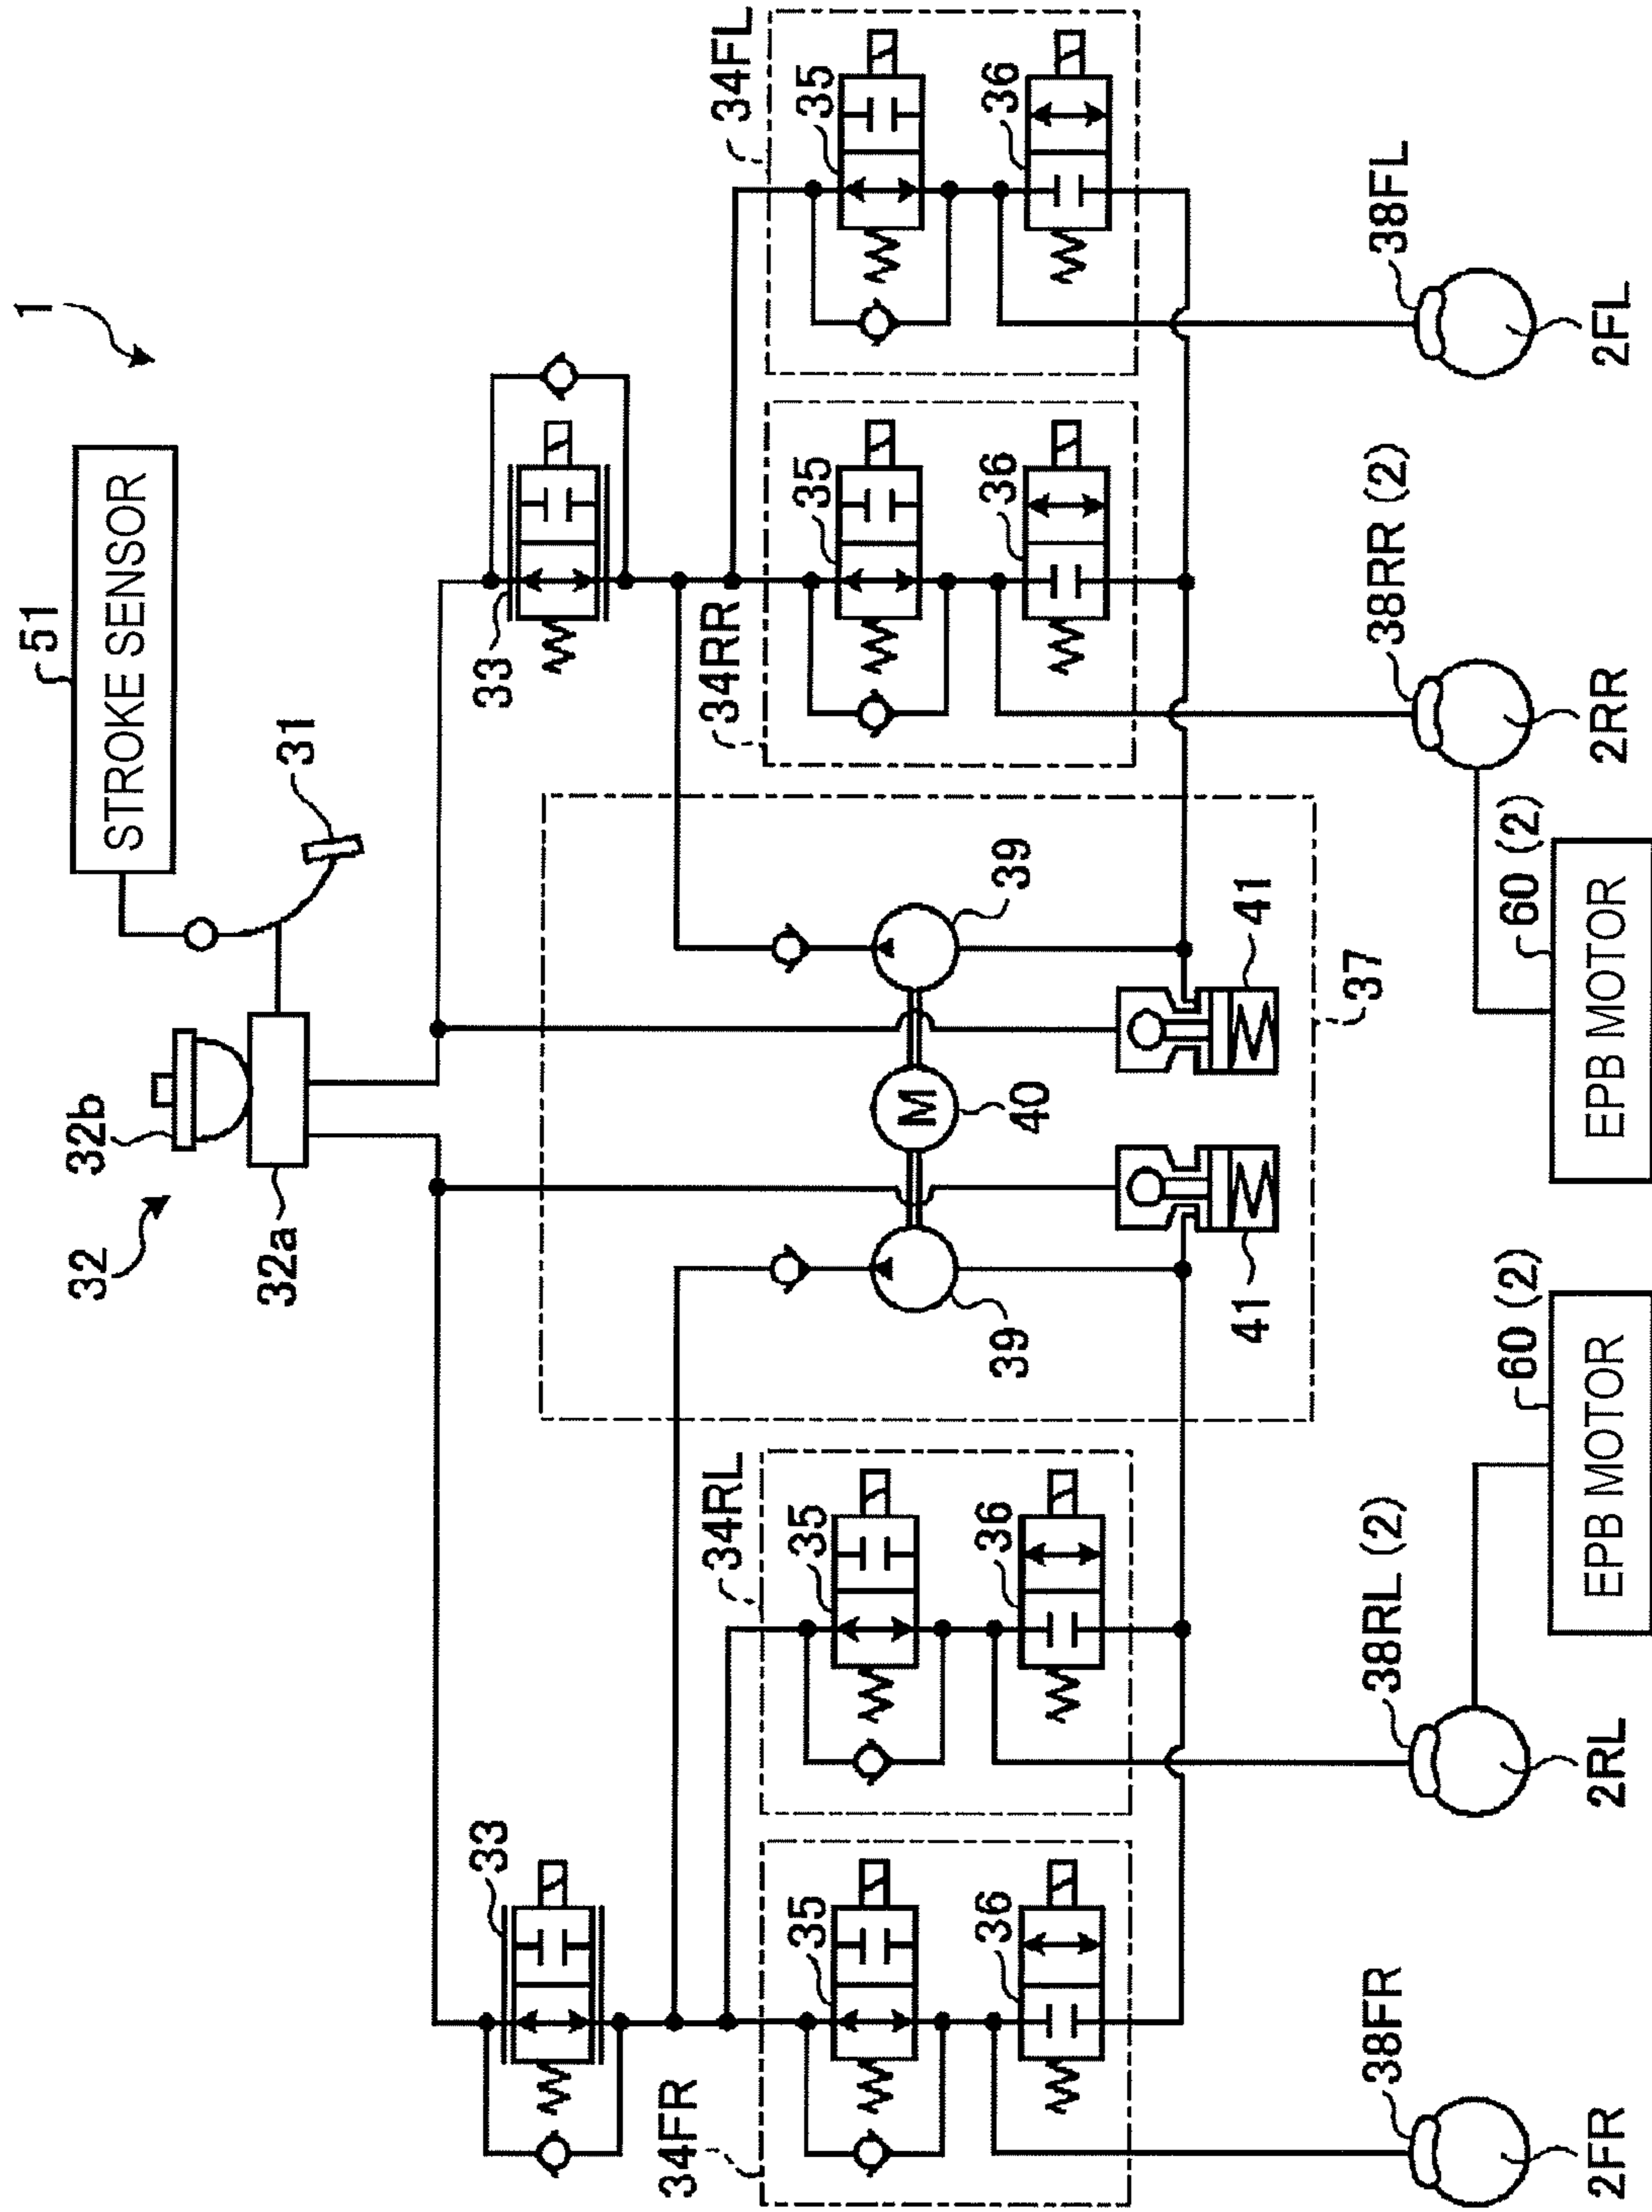 1
51
STROKE SENSOR
31
32
32b
32a
33
33
34FR
35
36
34RL
35
36
34RR
35
36
34FL
35
36
39
M
40
39
41
41
37
38FR
38RL (2)
38RR (2)
38FL
2FR
2RL
2RR
2FL
60 (2)
EPB MOTOR
60 (2)
EPB MOTOR